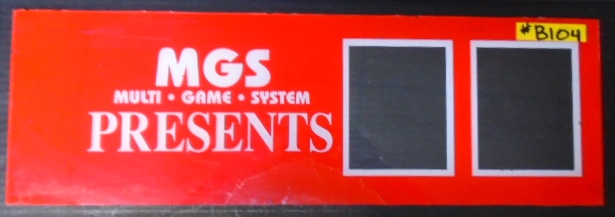 #B104
MGS
MULTI • GAME • SYSTEM
PRESENTS